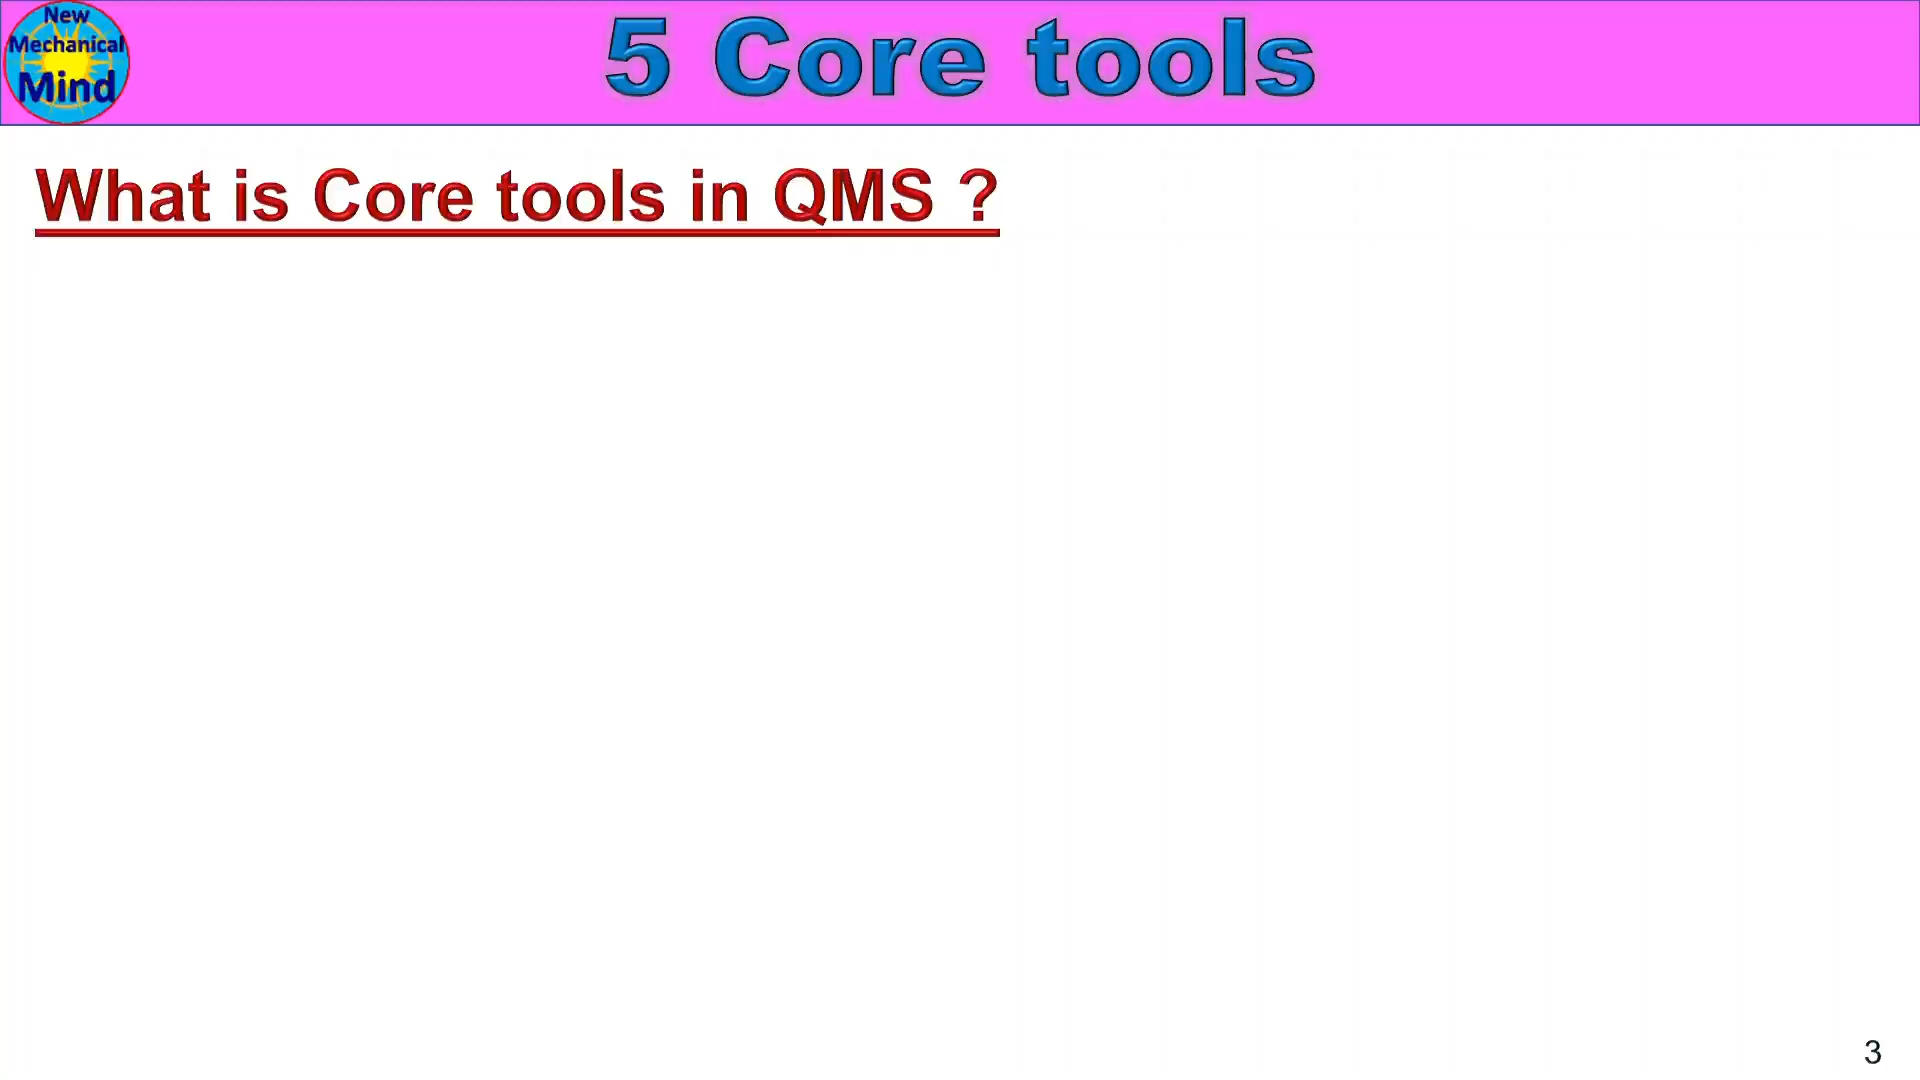 New
Mechanical
Mind
5 Core tools
What is Core tools in QMS ?
3